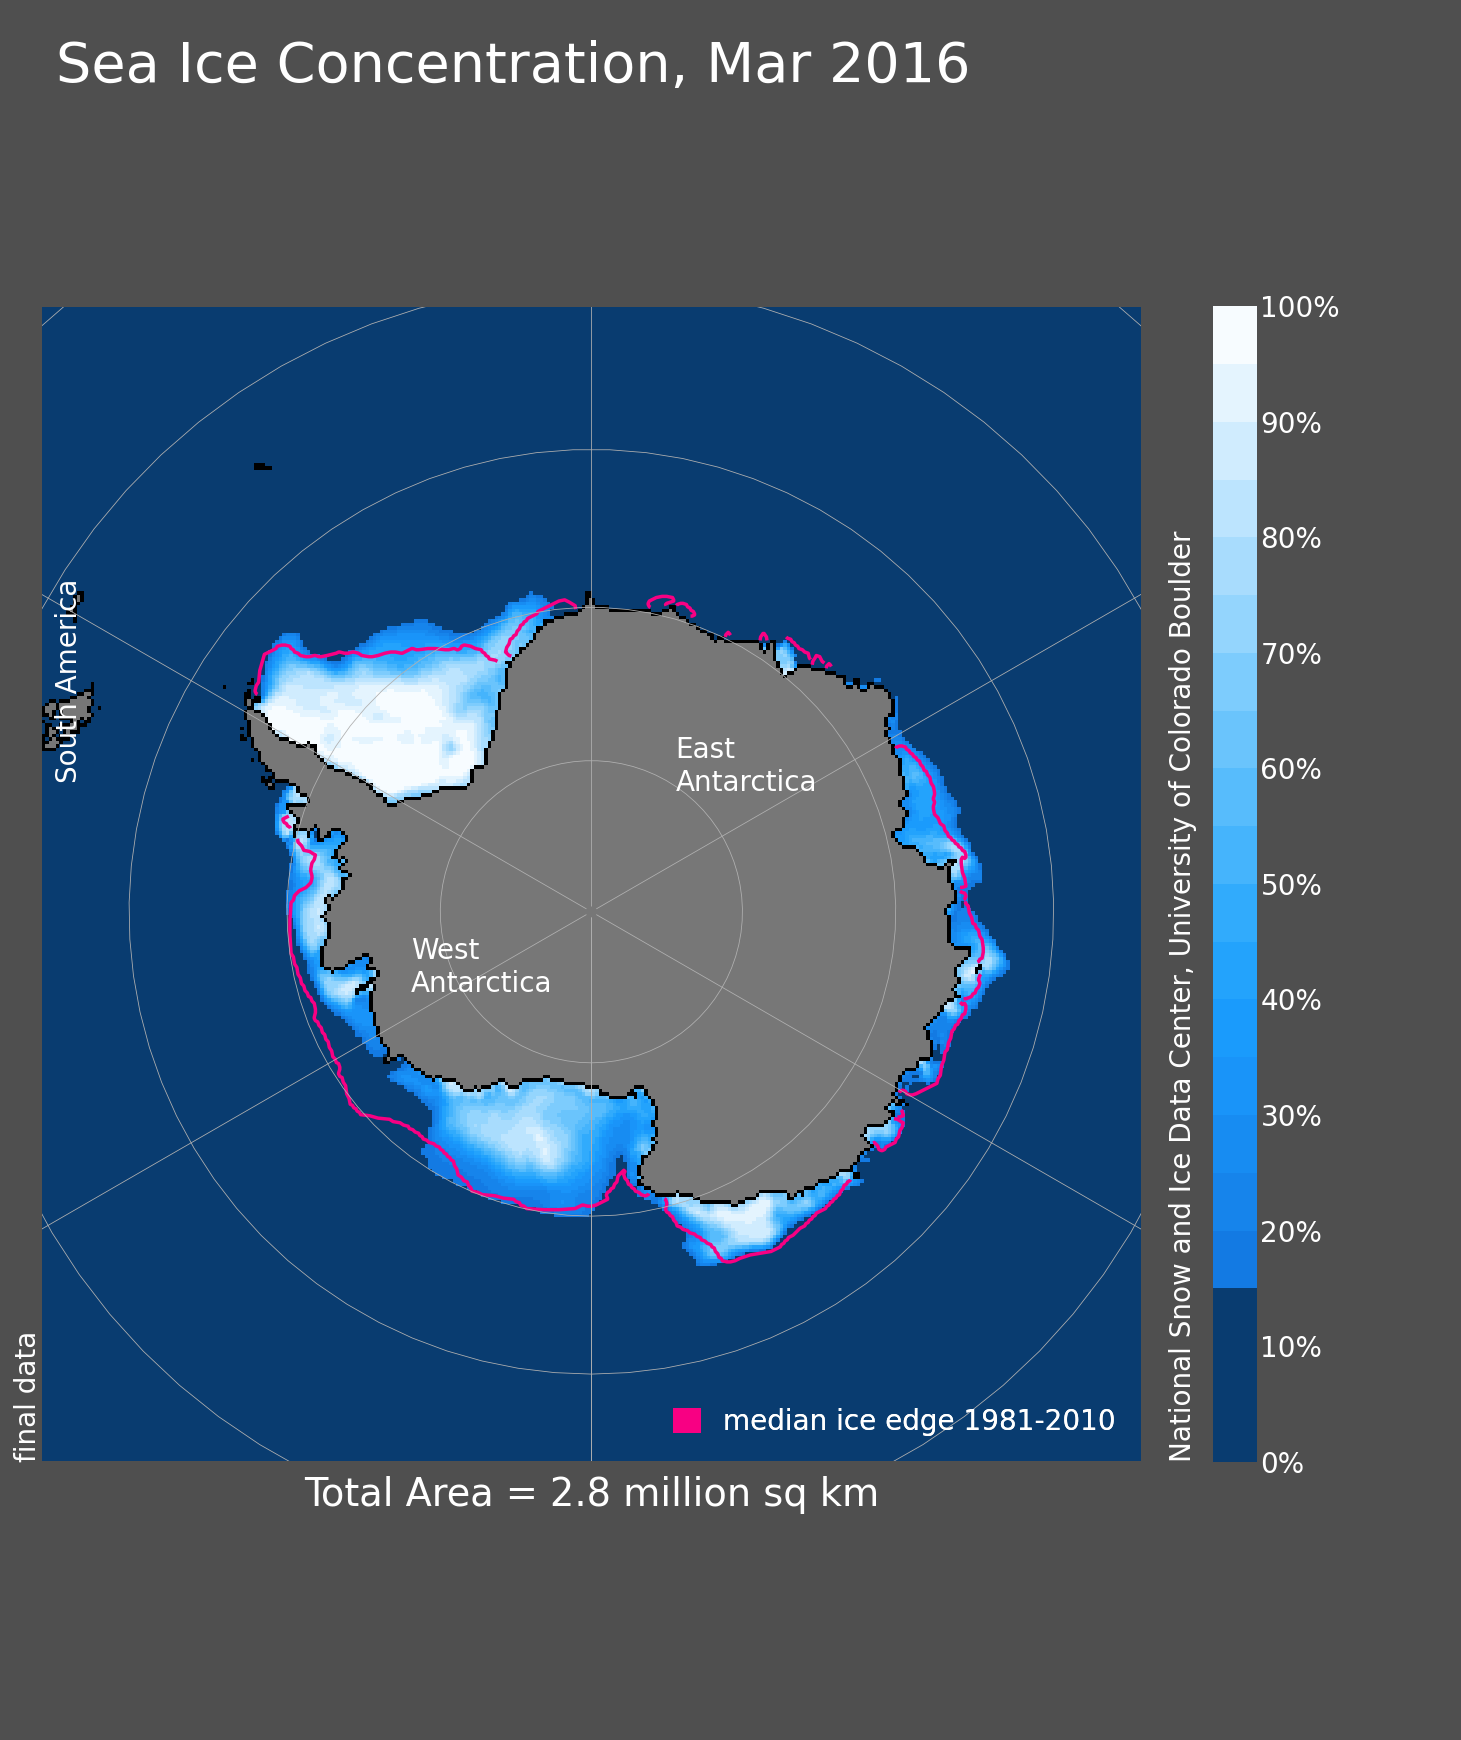 Sea Ice Concentration, Mar 2016
South America
East
Antarctica
West
Antarctica
median ice edge 1981-2010
final data
Total Area = 2.8 million sq km
National Snow and Ice Data Center, University of Colorado Boulder
100%
90%
80%
70%
60%
50%
40%
30%
20%
10%
0%